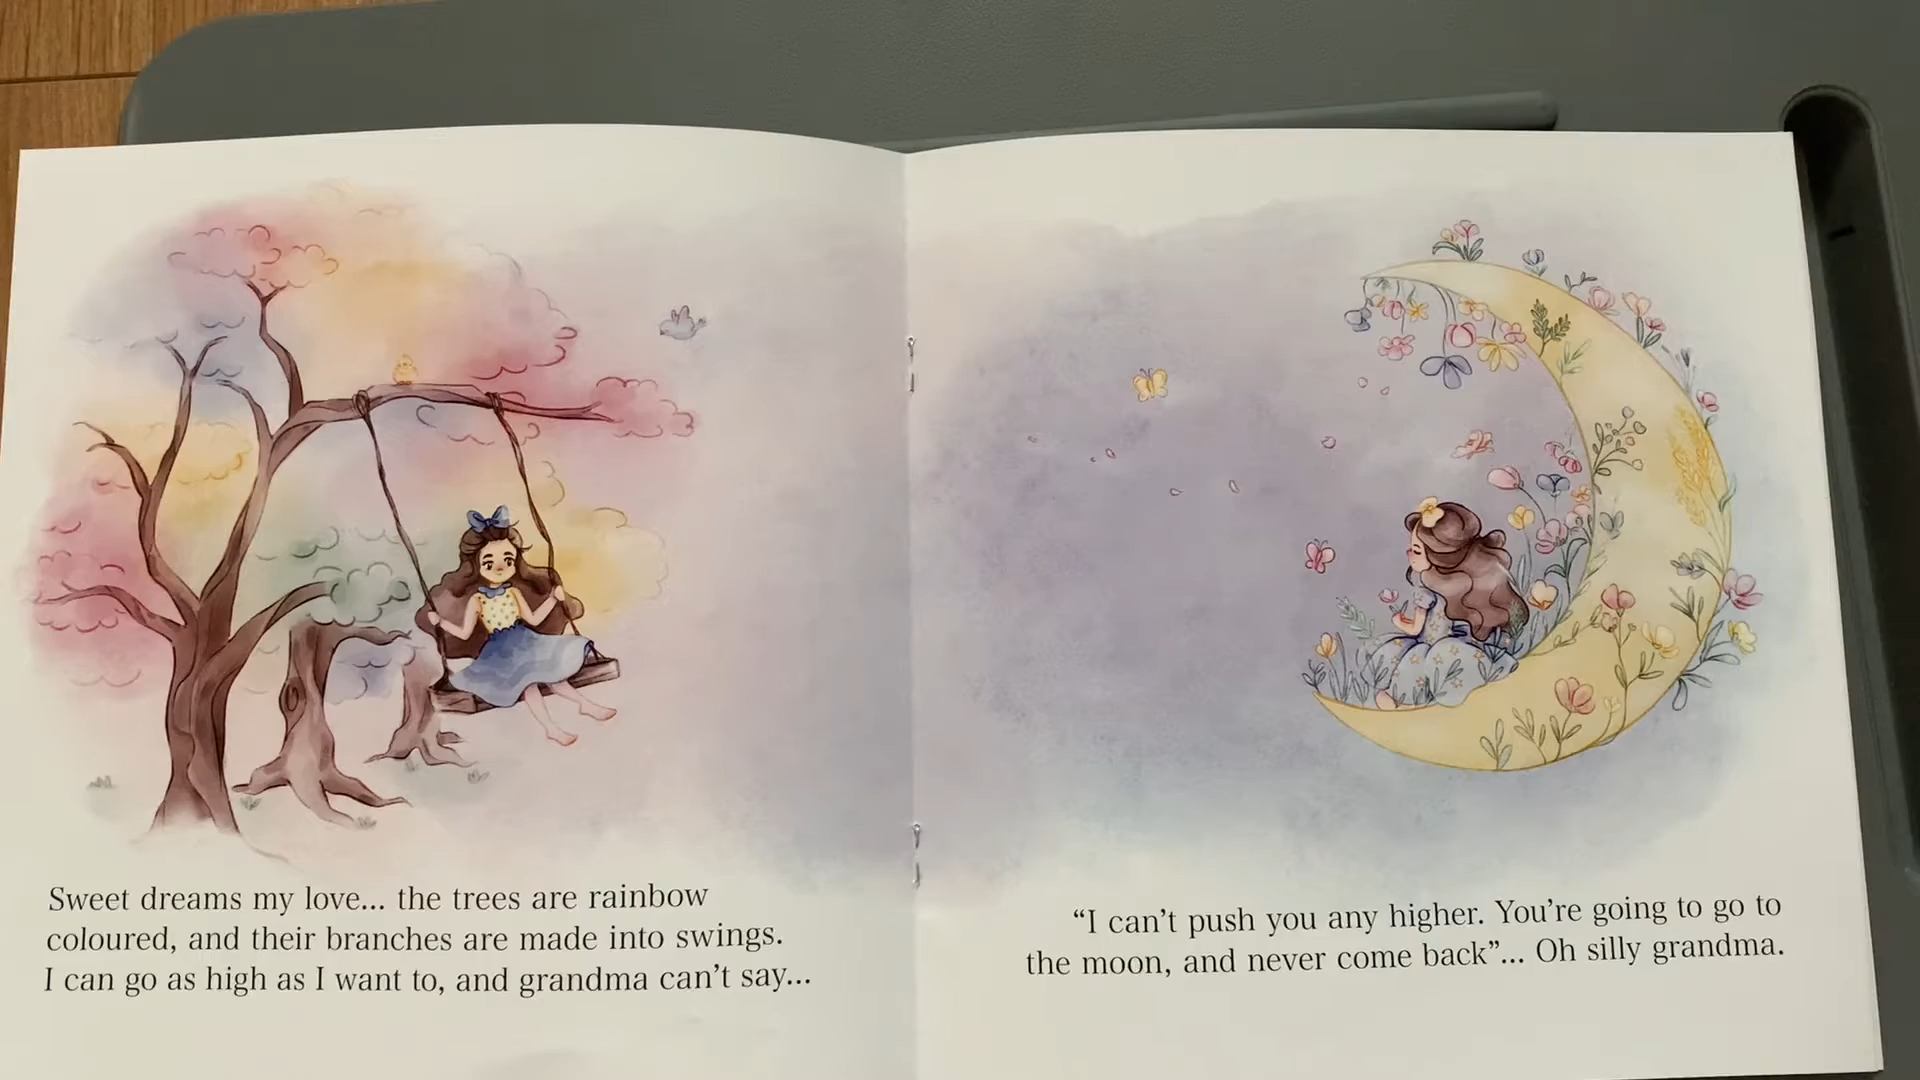 Sweet dreams my love... the trees are rainbow
coloured, and their branches are made into swings.
I can go as high as I want to, and grandma can't say...
“I can’t push you any higher. You’re going to go to
the moon, and never come back”... Oh silly grandma.